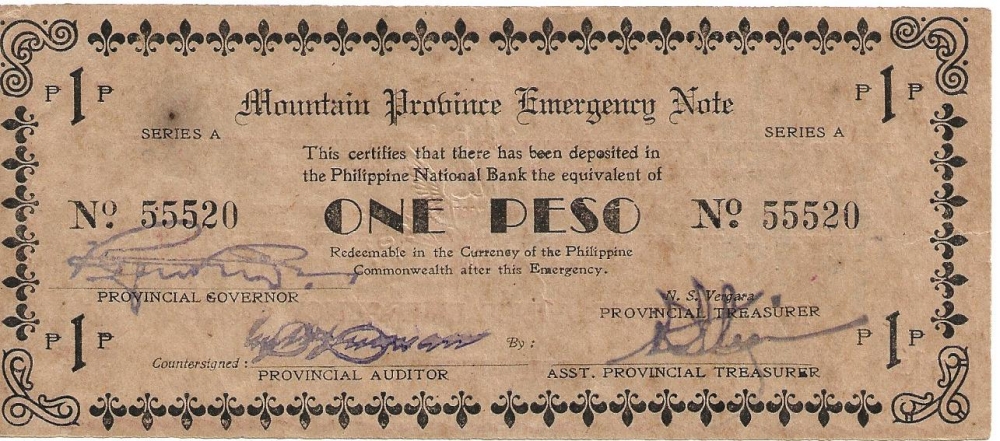 ₱ 1 ₱
₱ 1 ₱
Mountain Province Emergency Note
SERIES A
SERIES A
This certifies that there has been deposited in
the Philippine National Bank the equivalent of
Nº 55520
ONE PESO
Nº 55520
Redeemable in the Currency of the Philippine
Commonwealth after this Emergency.
PROVINCIAL GOVERNOR
N. S. Vergara
PROVINCIAL TREASURER
₱ 1 ₱
₱ 1 ₱
By :
Countersigned :
PROVINCIAL AUDITOR
ASST. PROVINCIAL TREASURER